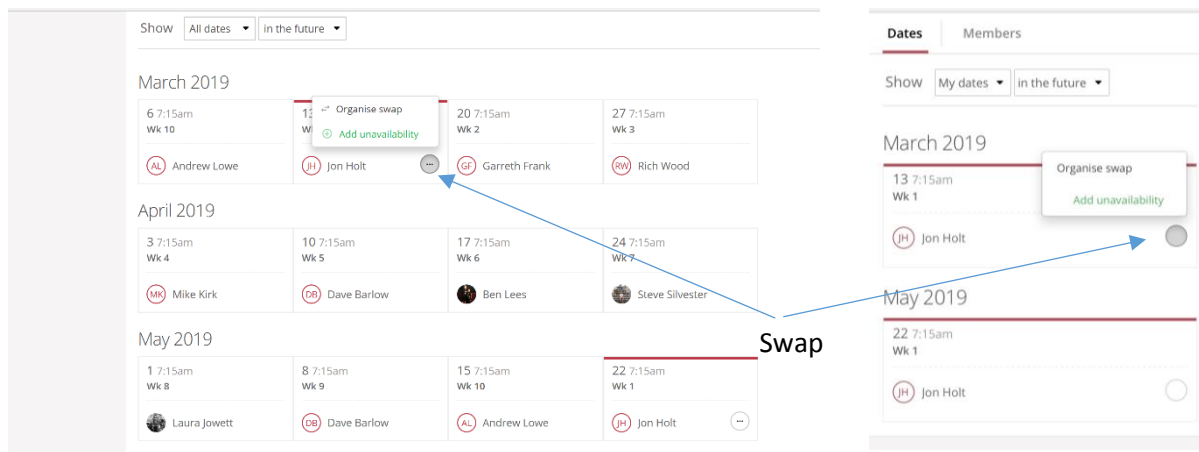 Show All dates in the future
March 2019
6 7:15am
Wk 10
AL Andrew Lowe
13
W
Organise swap
Add unavailability
JH Jon Holt
20 7:15am
Wk 2
GF Garreth Frank
27 7:15am
Wk 3
RW Rich Wood
April 2019
3 7:15am
Wk 4
MK Mike Kirk
10 7:15am
Wk 5
DB Dave Barlow
17 7:15am
Wk 6
Ben Lees
24 7:15am
Wk 7
Steve Silvester
May 2019
1 7:15am
Wk 8
Laura Jowett
8 7:15am
Wk 9
DB Dave Barlow
15 7:15am
Wk 10
AL Andrew Lowe
22 7:15am
Wk 1
JH Jon Holt
Swap
Dates Members
Show My dates in the future
March 2019
13 7:15am
Wk 1
Organise swap
Add unavailability
JH Jon Holt
May 2019
22 7:15am
Wk 1
JH Jon Holt